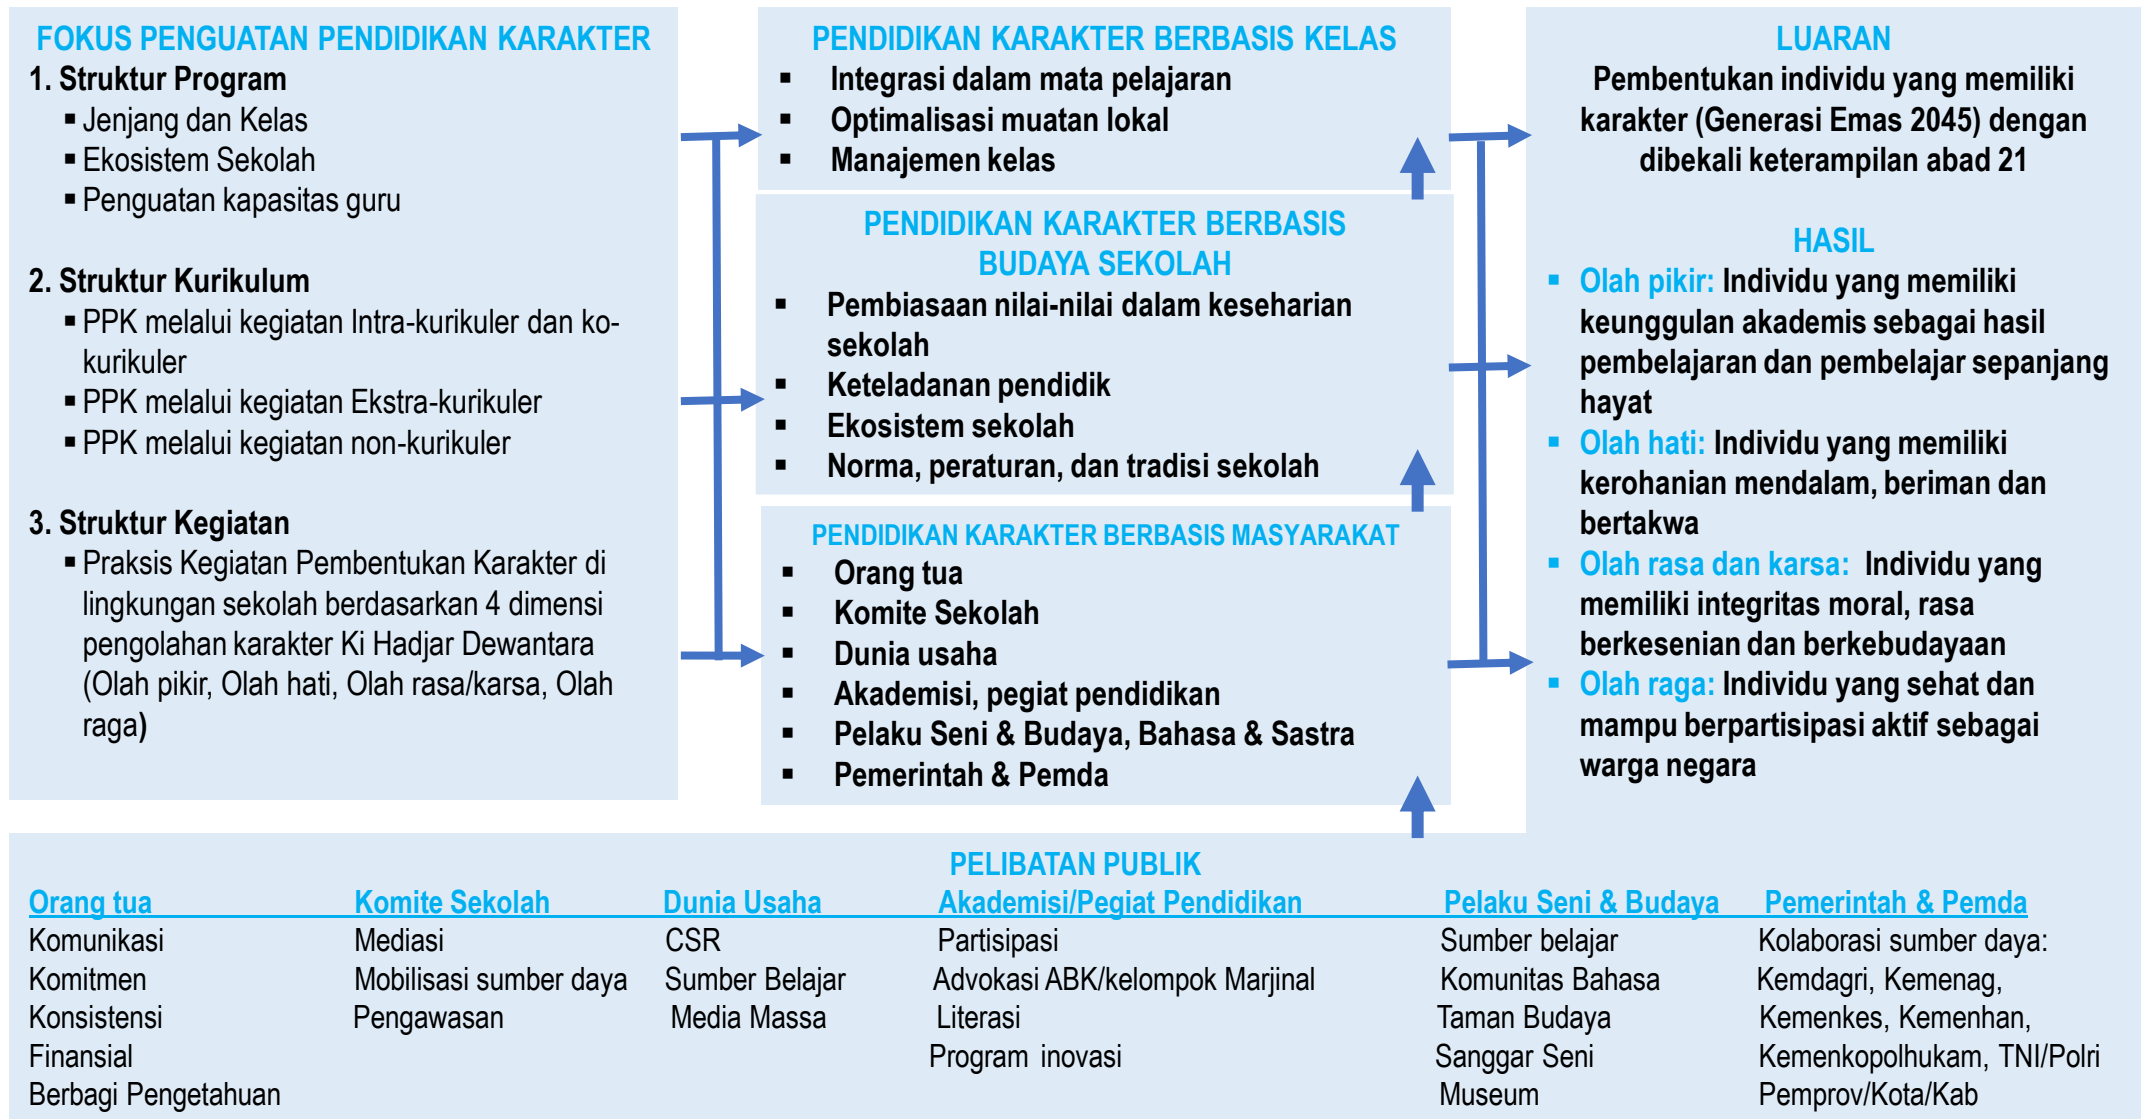 FOKUS PENGUATAN PENDIDIKAN KARAKTER
1. Struktur Program
▪ Jenjang dan Kelas
▪ Ekosistem Sekolah
▪ Penguatan kapasitas guru
2. Struktur Kurikulum
▪ PPK melalui kegiatan Intra-kurikuler dan ko-
kurikuler
▪ PPK melalui kegiatan Ekstra-kurikuler
▪ PPK melalui kegiatan non-kurikuler
3. Struktur Kegiatan
▪ Praksis Kegiatan Pembentukan Karakter di
lingkungan sekolah berdasarkan 4 dimensi
pengolahan karakter Ki Hadjar Dewantara
(Olah pikir, Olah hati, Olah rasa/karsa, Olah
raga)
PENDIDIKAN KARAKTER BERBASIS KELAS
▪ Integrasi dalam mata pelajaran
▪ Optimalisasi muatan lokal
▪ Manajemen kelas
PENDIDIKAN KARAKTER BERBASIS
BUDAYA SEKOLAH
▪ Pembiasaan nilai-nilai dalam keseharian
sekolah
▪ Keteladanan pendidik
▪ Ekosistem sekolah
▪ Norma, peraturan, dan tradisi sekolah
PENDIDIKAN KARAKTER BERBASIS MASYARAKAT
▪ Orang tua
▪ Komite Sekolah
▪ Dunia usaha
▪ Akademisi, pegiat pendidikan
▪ Pelaku Seni & Budaya, Bahasa & Sastra
▪ Pemerintah & Pemda
LUARAN
Pembentukan individu yang memiliki
karakter (Generasi Emas 2045) dengan
dibekali keterampilan abad 21
HASIL
▪ Olah pikir: Individu yang memiliki
keunggulan akademis sebagai hasil
pembelajaran dan pembelajar sepanjang
hayat
▪ Olah hati: Individu yang memiliki
kerohanian mendalam, beriman dan
bertakwa
▪ Olah rasa dan karsa: Individu yang
memiliki integritas moral, rasa
berkesenian dan berkebudayaan
▪ Olah raga: Individu yang sehat dan
mampu berpartisipasi aktif sebagai
warga negara
PELIBATAN PUBLIK
Orang tua
Komunikasi
Komitmen
Konsistensi
Finansial
Berbagi Pengetahuan
Komite Sekolah
Mediasi
Mobilisasi sumber daya
Pengawasan
Dunia Usaha
CSR
Sumber Belajar
Media Massa
Akademisi/Pegiat Pendidikan
Partisipasi
Advokasi ABK/kelompok Marjinal
Literasi
Program inovasi
Pelaku Seni & Budaya
Sumber belajar
Komunitas Bahasa
Taman Budaya
Sanggar Seni
Museum
Pemerintah & Pemda
Kolaborasi sumber daya:
Kemdagri, Kemenag,
Kemenkes, Kemenhan,
Kemenkopolhukam, TNI/Polri
Pemprov/Kota/Kab